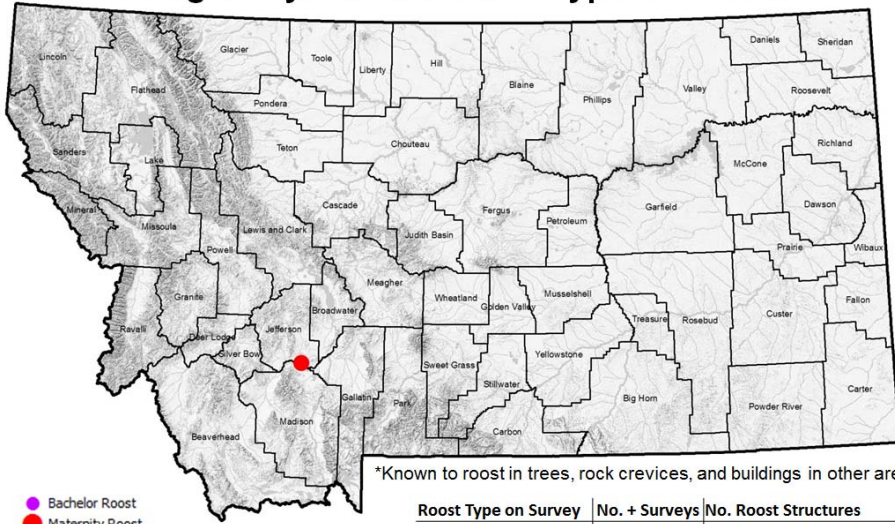 Daniels
Sheridan
Glacier
Toole
Liberty
Hill
Lincoln
Blaine
Phillips
Valley
Flathead
Roosevelt
Pondera
Teton
Chouteau
Richland
Sanders
Lake
McCone
Cascade
Fergus
Garfield
Dawson
Mineral
Missoula
Lewis and Clark
Judith Basin
Petroleum
Powell
Prairie
Wibaux
Meagher
Granite
Broadwater
Wheatland
Golden Valley
Musselshell
Fallon
Ravalli
Jefferson
Treasure
Rosebud
Custer
Deer Lodge
Silver Bow
Sweet Grass
Yellowstone
Stillwater
Gallatin
Park
Big Horn
Carter
Madison
Powder River
Beaverhead
Carbon
*Known to roost in trees, rock crevices, and buildings in other are
Bachelor Roost
Maternity Roost
Roost Type on Survey No. + Surveys No. Roost Structures